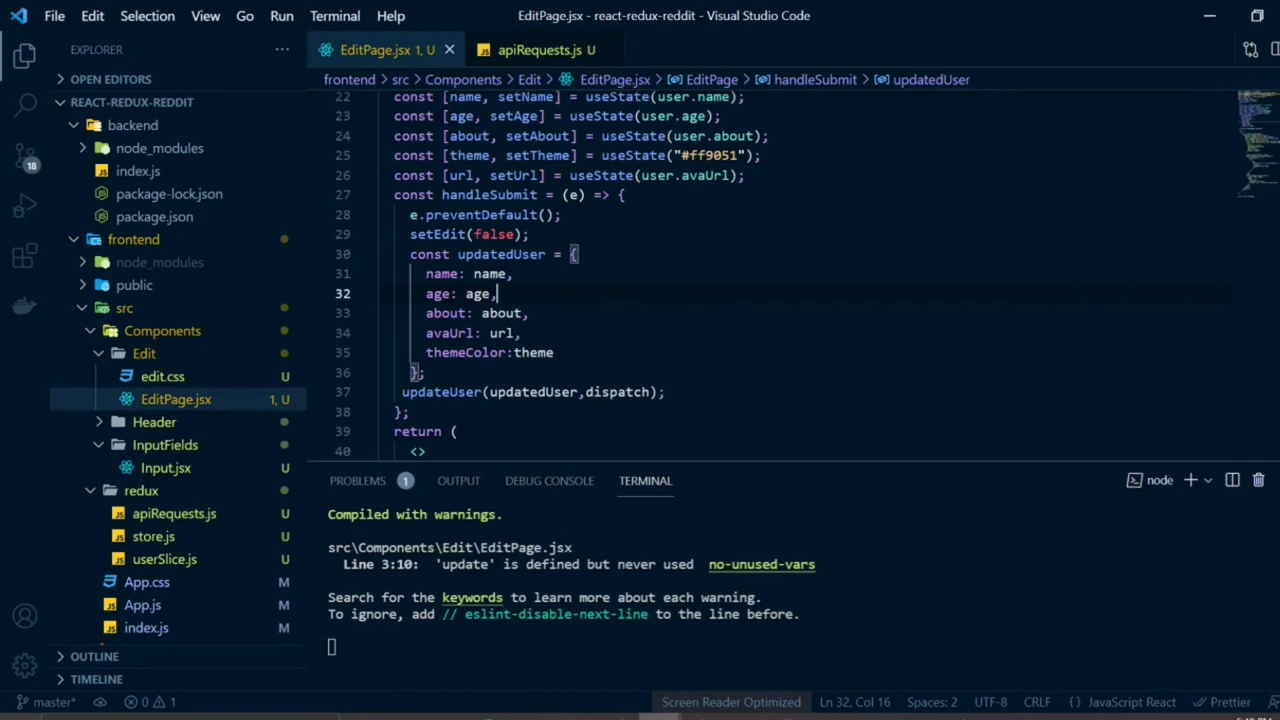 File Edit Selection View Go Run Terminal Help
EditPage.jsx - react-redux-reddit - Visual Studio Code
EXPLORER ···
OPEN EDITORS
REACT-REDUX-REDDIT
backend
node_modules
index.js
package-lock.json
package.json
frontend
node_modules
public
src
Components
Edit
edit.css U
EditPage.jsx 1, U
Header
InputFields
Input.jsx U
redux
apiRequests.js U
store.js U
userSlice.js U
App.css M
App.js M
index.js M
OUTLINE
TIMELINE
18
EditPage.jsx 1, U
apiRequests.js U
frontend > src > Components > Edit > EditPage.jsx > EditPage > handleSubmit > updatedUser
22 const [name, setName] = useState(user.name);
23 const [age, setAge] = useState(user.age);
24 const [about, setAbout] = useState(user.about);
25 const [theme, setTheme] = useState("#ff9051");
26 const [url, setUrl] = useState(user.avaUrl);
27 const handleSubmit = (e) => {
28 e.preventDefault();
29 setEdit(false);
30 const updatedUser = {
31 name: name,
32 age: age,
33 about: about,
34 avaUrl: url,
35 themeColor:theme
36 };
37 updateUser(updatedUser,dispatch);
38 };
39 return (
40 <>
PROBLEMS 1 OUTPUT DEBUG CONSOLE TERMINAL
node
Compiled with warnings.
src\Components\Edit\EditPage.jsx
Line 3:10: 'update' is defined but never used no-unused-vars
Search for the keywords to learn more about each warning.
To ignore, add // eslint-disable-next-line to the line before.
master* 0 1 Screen Reader Optimized Ln 32, Col 16 Spaces: 2 UTF-8 CRLF {} JavaScript React Prettier